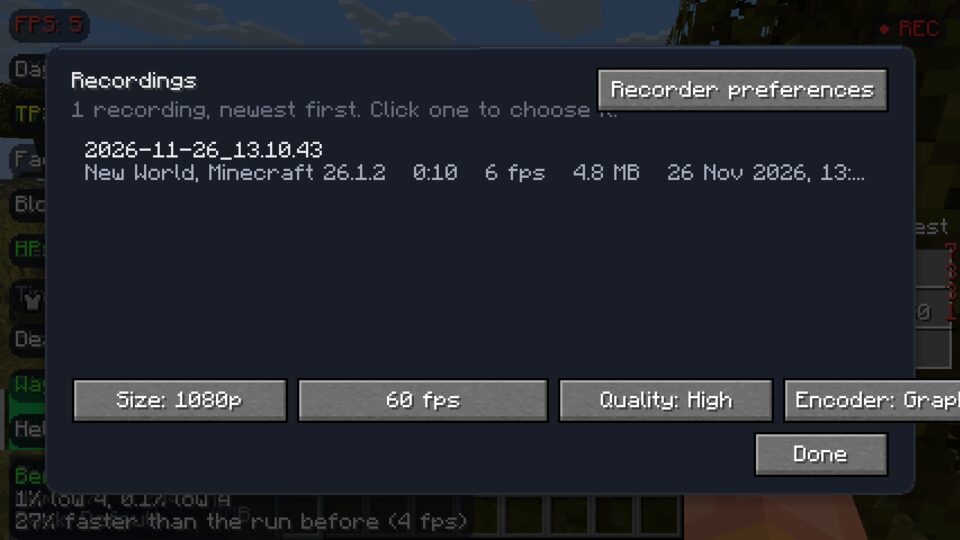 FPS: 5
REC
Recordings
Recorder preferences
1 recording, newest first. Click one to choose
2026-11-26_13.10.43
New World, Minecraft 26.1.2 0:10 6 fps 4.8 MB 26 Nov 2026, 13:...
TP:
HP:
Size: 1080p
60 fps
Quality: High
Encoder: Grap
Done
1% low 4, 0.1% low 4
27% faster than the run before (4 fps)